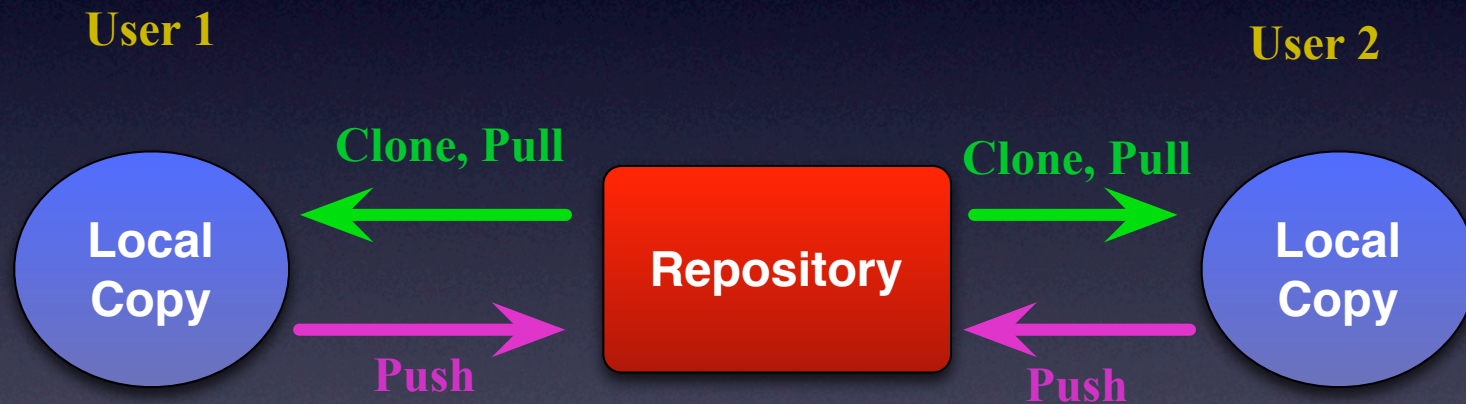 User 1
User 2
Clone, Pull
Clone, Pull
Local
Copy
Repository
Local
Copy
Push
Push